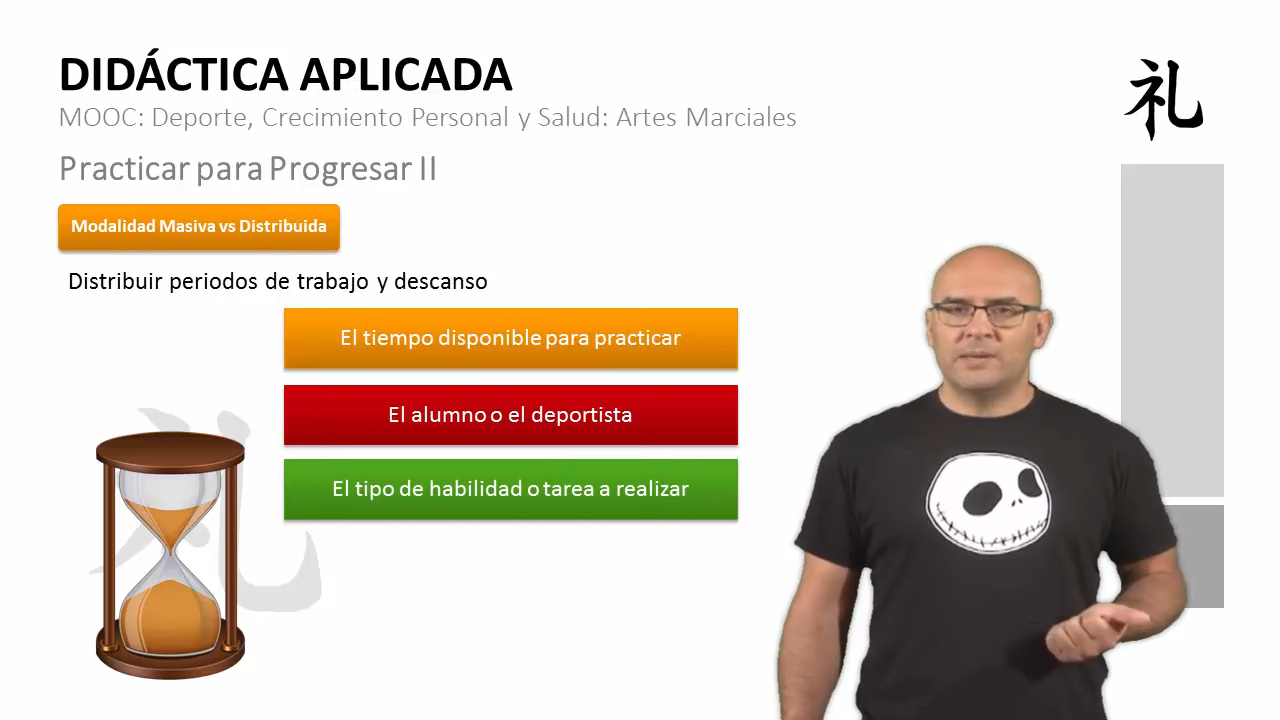 DIDÁCTICA APLICADA
礼
MOOC: Deporte, Crecimiento Personal y Salud: Artes Marciales
Practicar para Progresar II
Modalidad Masiva vs Distribuida
Distribuir periodos de trabajo y descanso
El tiempo disponible para practicar
El alumno o el deportista
El tipo de habilidad o tarea a realizar
礼